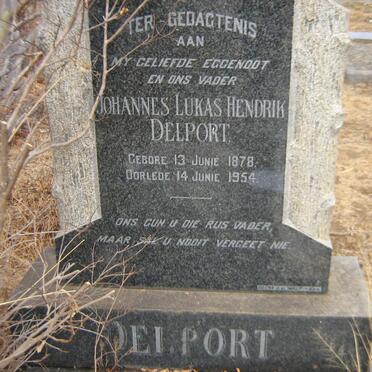 TER GEDAGTENIS
AAN
MY GELIEFDE EGGENOOT
EN ONS VADER
JOHANNES LUKAS HENDRIK
DELPORT
GEBORE 13 JUNIE 1878.
OORLEDE 14 JUNIE 1954.
ONS GUN U DIE RUS VADER,
MAAR SAL U NOOIT VERGEET NIE.
DELPORT